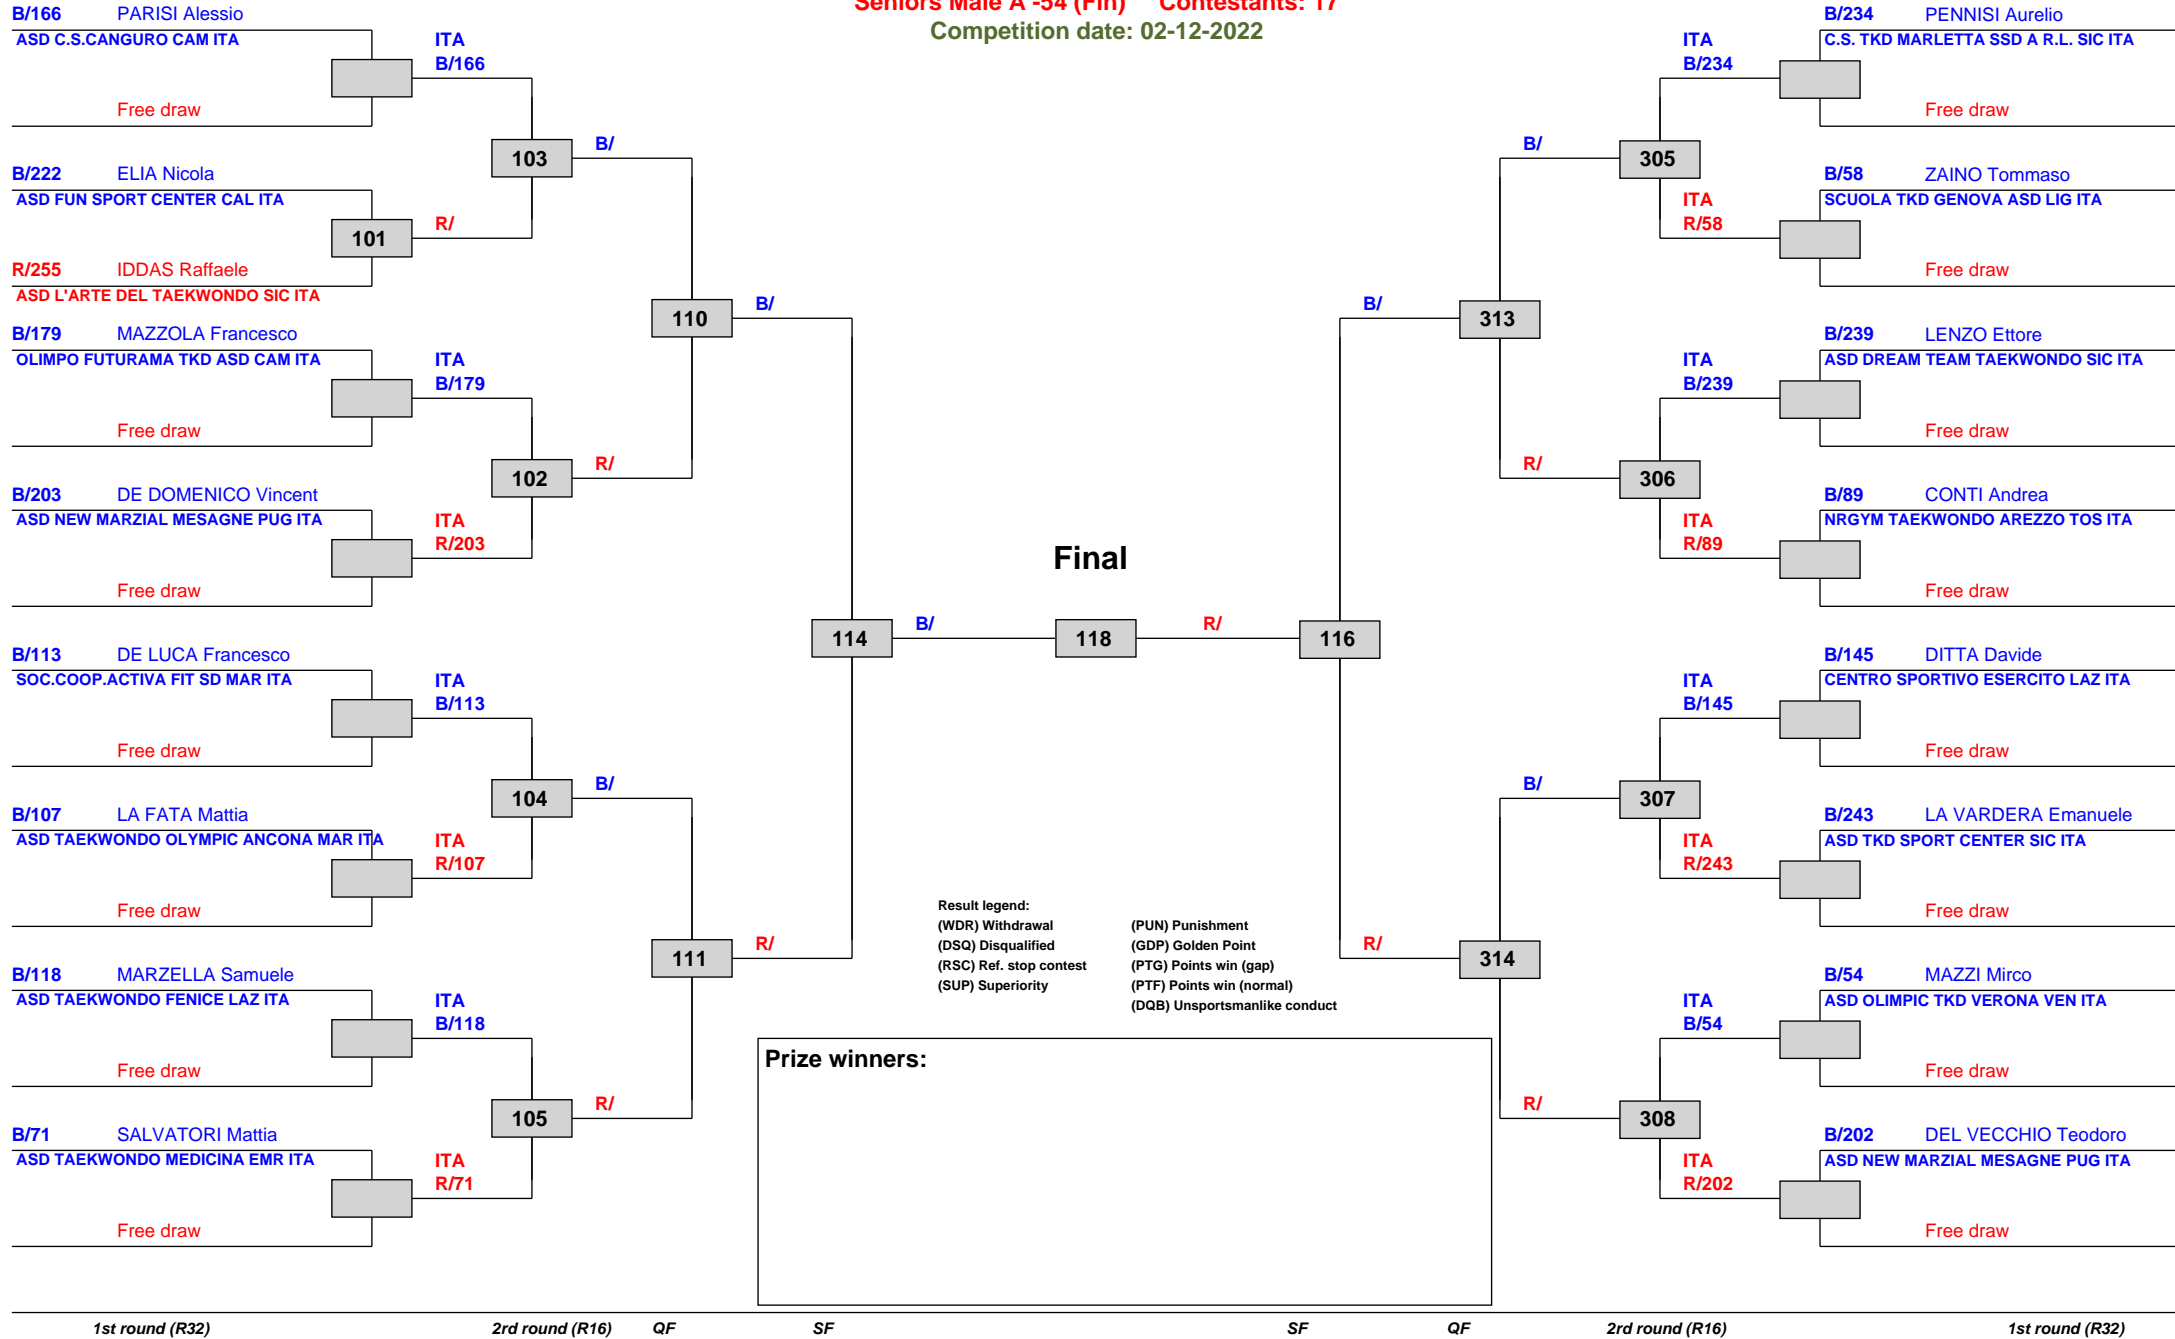 Seniors Male A -54 (Fin) Contestants: 17
Competition date: 02-12-2022
B/166 PARISI Alessio
ASD C.S.CANGURO CAM ITA
ITA
B/166
Free draw
103
B/
B/222 ELIA Nicola
ASD FUN SPORT CENTER CAL ITA
101
R/
R/255 IDDAS Raffaele
ASD L'ARTE DEL TAEKWONDO SIC ITA
110
B/
B/179 MAZZOLA Francesco
OLIMPO FUTURAMA TKD ASD CAM ITA
ITA
B/179
Free draw
102
R/
B/203 DE DOMENICO Vincent
ASD NEW MARZIAL MESAGNE PUG ITA
ITA
R/203
Free draw
114
B/
B/113 DE LUCA Francesco
SOC.COOP.ACTIVA FIT SD MAR ITA
ITA
B/113
Free draw
104
B/
B/107 LA FATA Mattia
ASD TAEKWONDO OLYMPIC ANCONA MAR ITA
ITA
R/107
Free draw
111
R/
B/118 MARZELLA Samuele
ASD TAEKWONDO FENICE LAZ ITA
ITA
B/118
Free draw
105
R/
B/71 SALVATORI Mattia
ASD TAEKWONDO MEDICINA EMR ITA
ITA
R/71
Free draw
Final
118
R/
116
B/234 PENNISI Aurelio
C.S. TKD MARLETTA SSD A R.L. SIC ITA
ITA
B/234
Free draw
B/
305
B/58 ZAINO Tommaso
SCUOLA TKD GENOVA ASD LIG ITA
ITA
R/58
Free draw
B/
313
B/239 LENZO Ettore
ASD DREAM TEAM TAEKWONDO SIC ITA
ITA
B/239
Free draw
R/
306
B/89 CONTI Andrea
NRGYM TAEKWONDO AREZZO TOS ITA
ITA
R/89
Free draw
B/145 DITTA Davide
CENTRO SPORTIVO ESERCITO LAZ ITA
ITA
B/145
Free draw
B/
307
B/243 LA VARDERA Emanuele
ASD TKD SPORT CENTER SIC ITA
ITA
R/243
Free draw
R/
314
B/54 MAZZI Mirco
ASD OLIMPIC TKD VERONA VEN ITA
ITA
B/54
Free draw
R/
308
B/202 DEL VECCHIO Teodoro
ASD NEW MARZIAL MESAGNE PUG ITA
ITA
R/202
Free draw
Result legend:
(WDR) Withdrawal
(DSQ) Disqualified
(RSC) Ref. stop contest
(SUP) Superiority
(PUN) Punishment
(GDP) Golden Point
(PTG) Points win (gap)
(PTF) Points win (normal)
(DQB) Unsportsmanlike conduct
Prize winners:
1st round (R32) 2rd round (R16) QF SF SF QF 2rd round (R16) 1st round (R32)